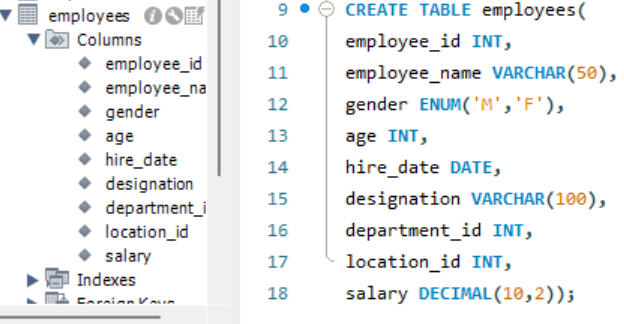 employees
Columns
employee_id
employee_na
gender
age
hire_date
designation
department_i
location_id
salary
Indexes
Foreign Keys
9 CREATE TABLE employees(
10 employee_id INT,
11 employee_name VARCHAR(50),
12 gender ENUM('M','F'),
13 age INT,
14 hire_date DATE,
15 designation VARCHAR(100),
16 department_id INT,
17 location_id INT,
18 salary DECIMAL(10,2));